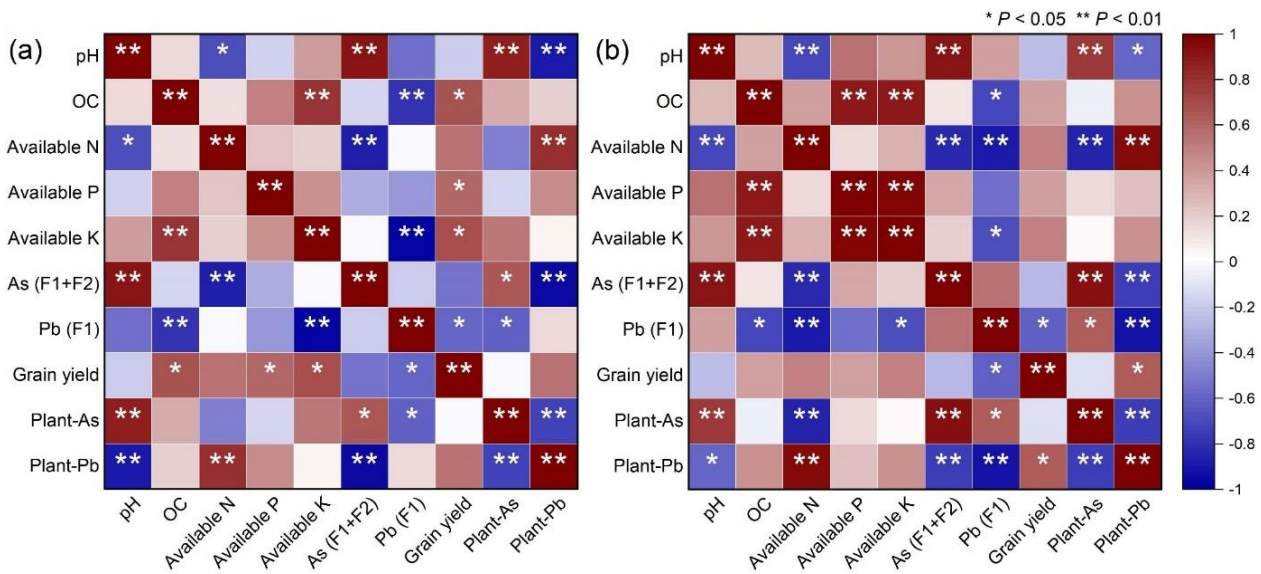 * P < 0.05 ** P < 0.01
(a)
pH ** * ** ** **
OC ** ** ** *
Available N * ** ** **
Available P ** *
Available K ** ** ** *
As (F1+F2) ** ** ** * **
Pb (F1) ** ** ** * *
Grain yield * * * * **
Plant-As ** * * ** **
Plant-Pb ** ** ** ** **
pH
OC
Available N
Available P
Available K
As (F1+F2)
Pb (F1)
Grain yield
Plant-As
Plant-Pb
(b)
pH ** ** ** ** *
OC ** ** ** *
Available N ** ** ** ** ** **
Available P ** ** **
Available K ** ** ** *
As (F1+F2) ** ** ** ** **
Pb (F1) * ** * ** * * **
Grain yield * ** *
Plant-As ** ** ** * ** **
Plant-Pb * ** ** ** * ** **
pH
OC
Available N
Available P
Available K
As (F1+F2)
Pb (F1)
Grain yield
Plant-As
Plant-Pb
1
0.8
0.6
0.4
0.2
0
-0.2
-0.4
-0.6
-0.8
-1